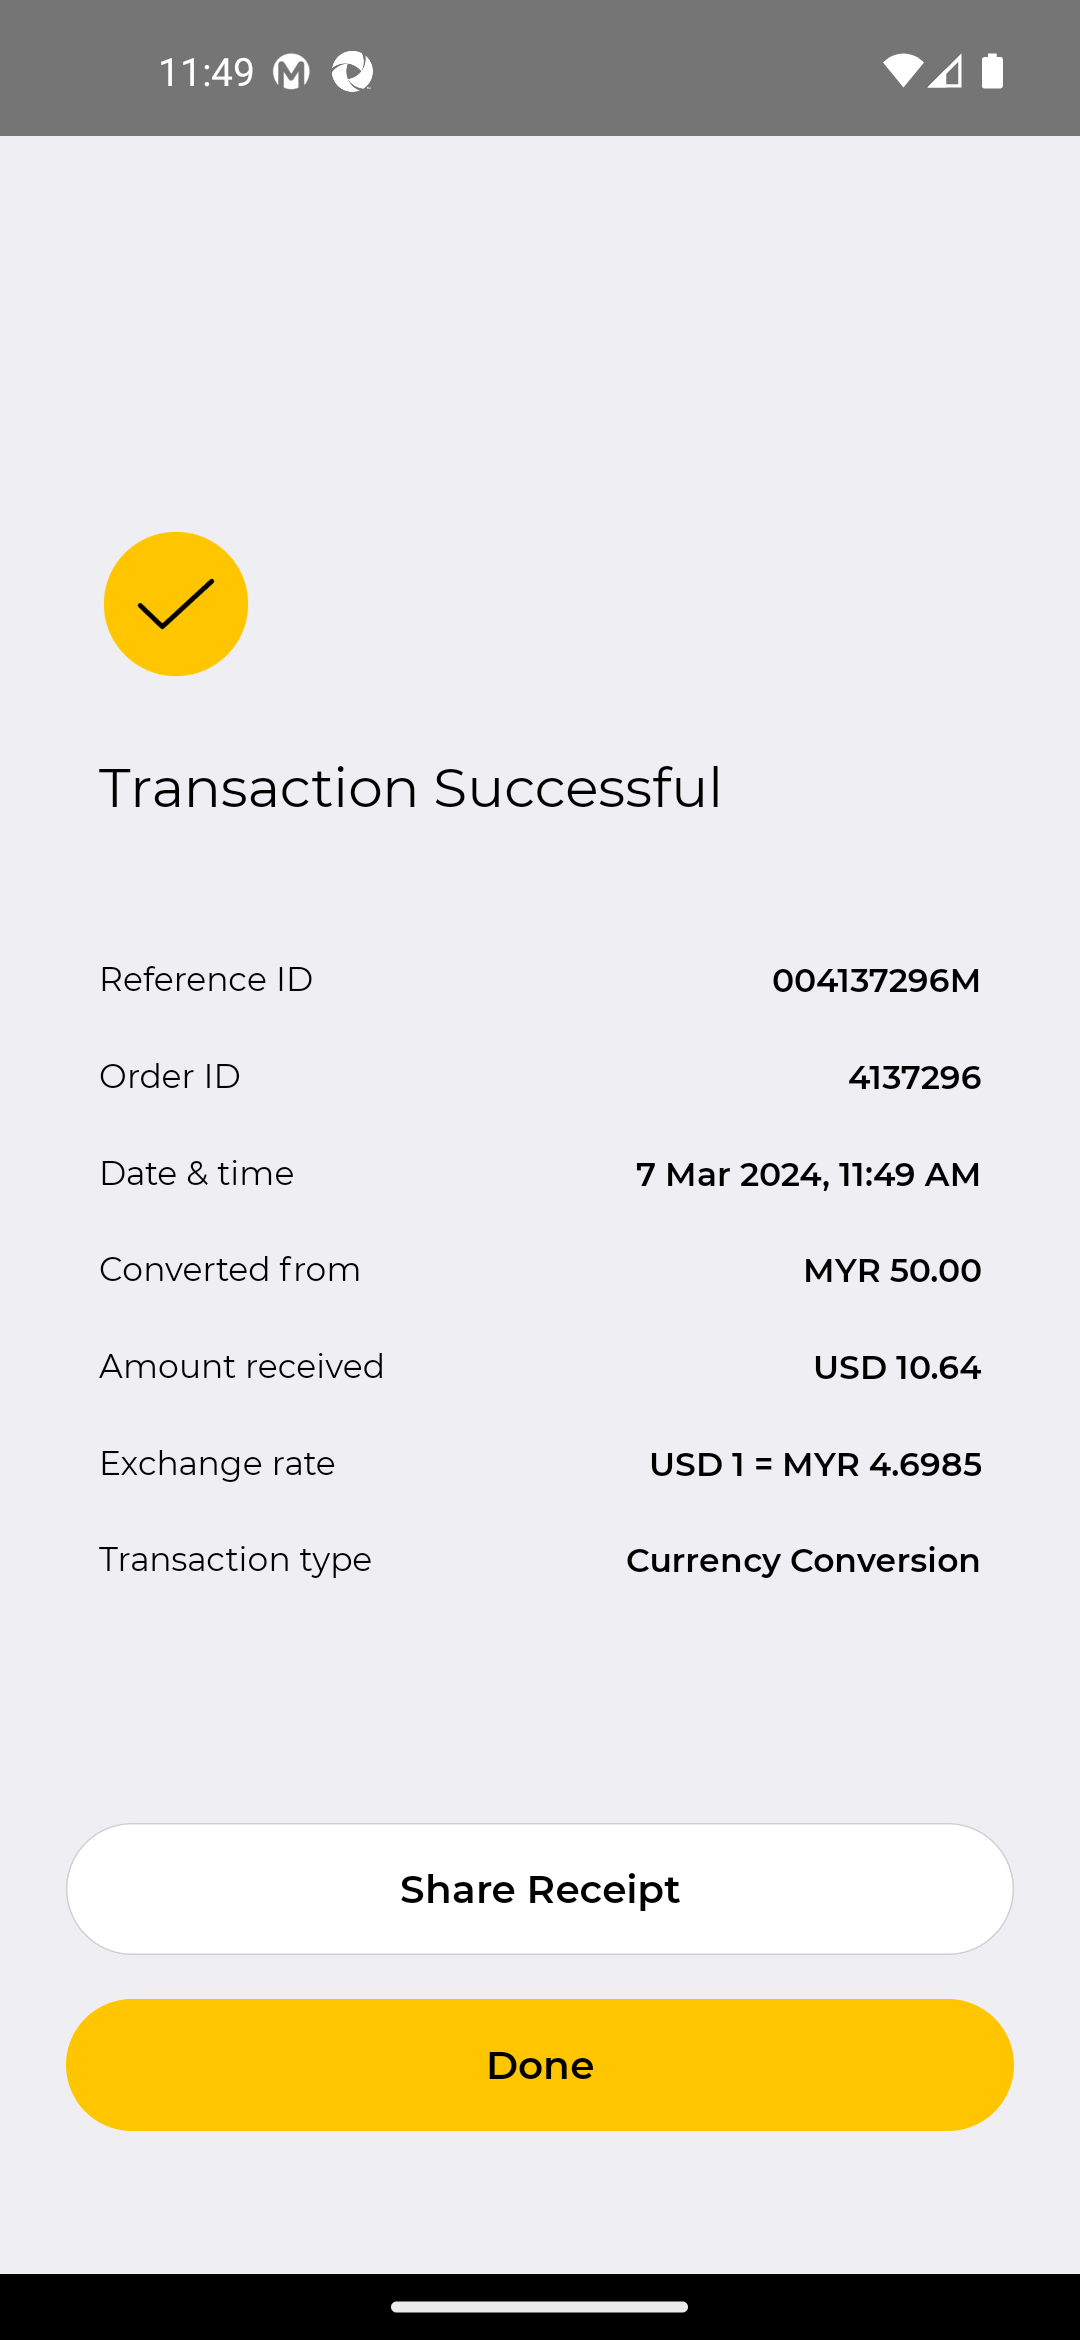 11:49
Transaction Successful
Reference ID 004137296M
Order ID 4137296
Date & time 7 Mar 2024, 11:49 AM
Converted from MYR 50.00
Amount received USD 10.64
Exchange rate USD 1 = MYR 4.6985
Transaction type Currency Conversion
Share Receipt
Done